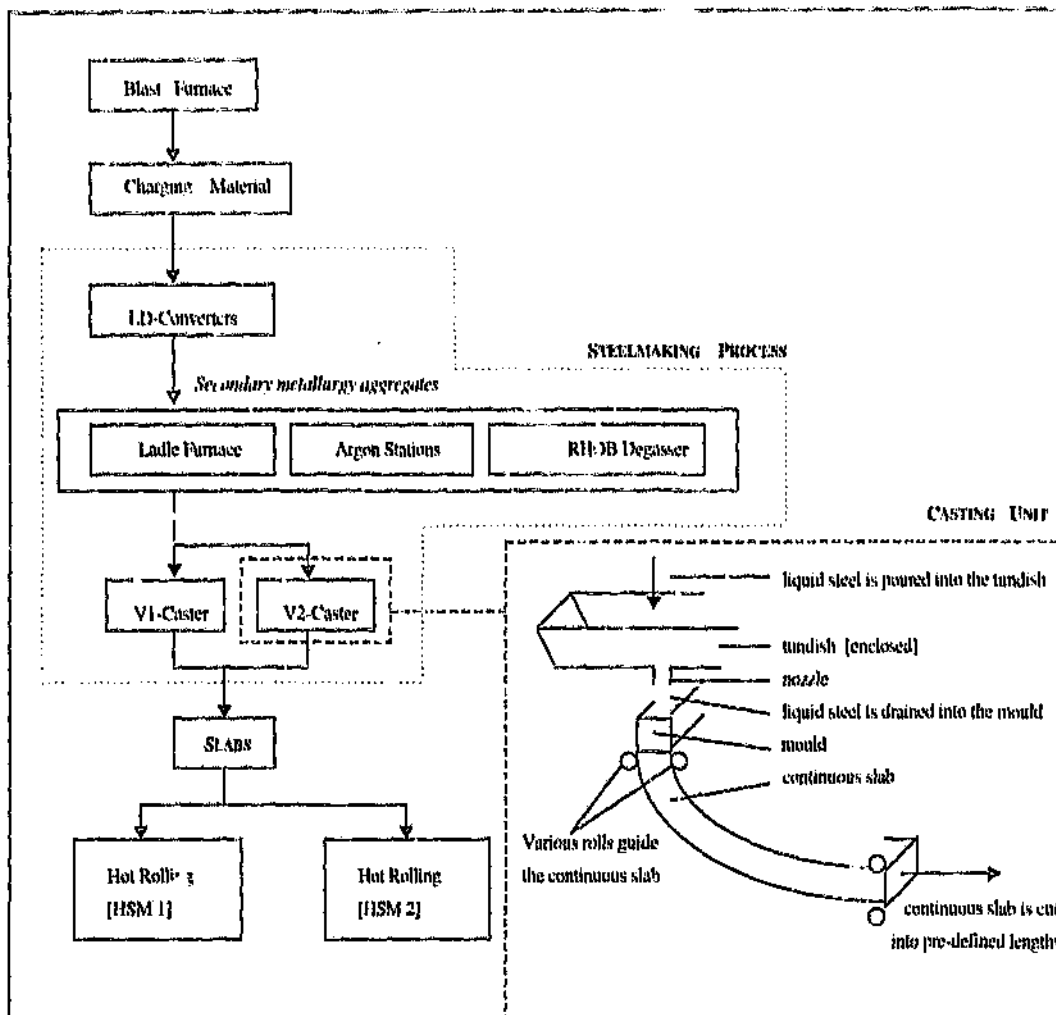 Blast Furnace
Charging Material
LD-Converters
STEELMAKING PROCESS
Secondary metallurgy aggregates
Ladle Furnace
Argon Stations
RHOB Degasser
CASTING UNIT
V1-Caster
V2-Caster
liquid steel is poured into the tundish
tundish [enclosed]
nozzle
liquid steel is drained into the mould
mould
continuous slab
SLABS
Various rolls guide
the continuous slab
Hot Rolling
[HSM 1]
Hot Rolling
[HSM 2]
continuous slab is cut
into pre-defined lengths